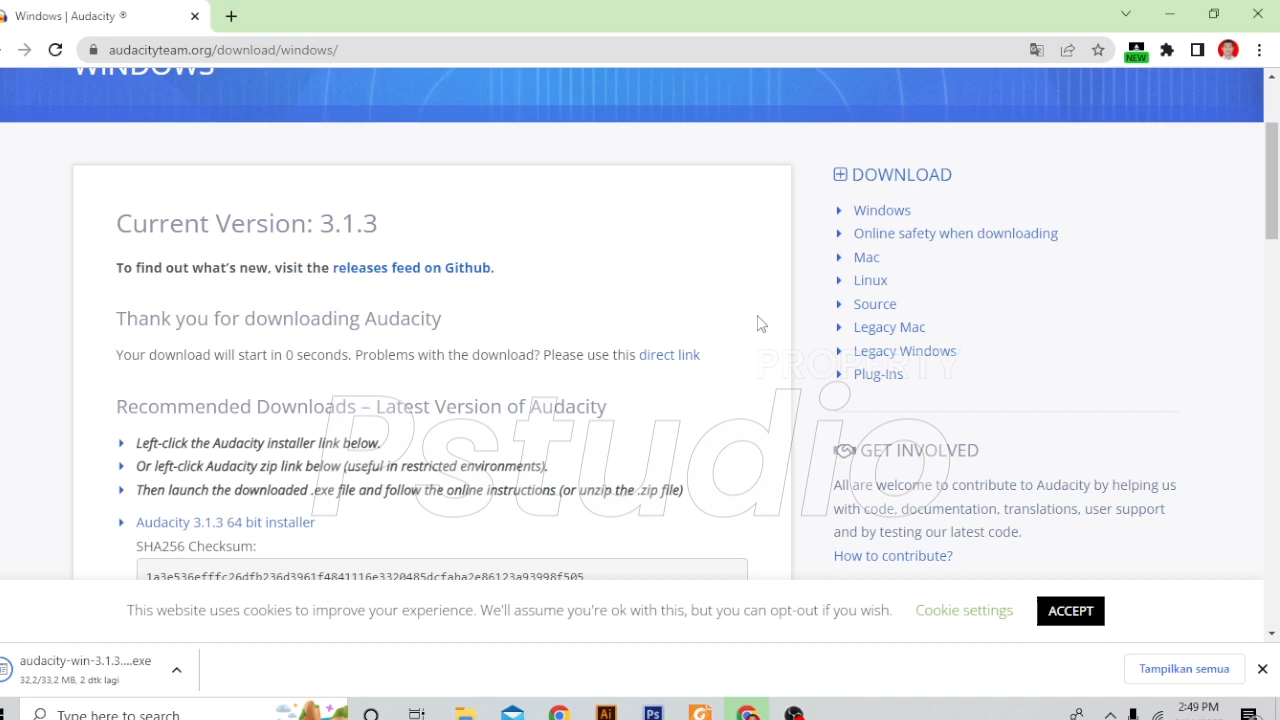 Windows | Audacity ®
audacityteam.org/download/windows/
NEW
WINDOWS
Current Version: 3.1.3
To find out what's new, visit the releases feed on Github.
Thank you for downloading Audacity
Your download will start in 0 seconds. Problems with the download? Please use this direct link
Recommended Downloads – Latest Version of Audacity
Left-click the Audacity installer link below.
Or left-click Audacity zip link below (useful in restricted environments).
Then launch the downloaded .exe file and follow the online instructions (or unzip the .zip file)
Audacity 3.1.3 64 bit installer
SHA256 Checksum:
DOWNLOAD
Windows
Online safety when downloading
Mac
Linux
Source
Legacy Mac
Legacy Windows
Plug-Ins
GET INVOLVED
All are welcome to contribute to Audacity by helping us
with code, documentation, translations, user support
and by testing our latest code.
How to contribute?
PROPERTY
Pstudio
This website uses cookies to improve your experience. We'll assume you're ok with this, but you can opt-out if you wish.
Cookie settings
ACCEPT
audacity-win-3.1.3....exe
32,2/33,2 MB, 2 dtk lagi
Tampilkan semua
Type here to search
Ai
Ps
2:49 PM